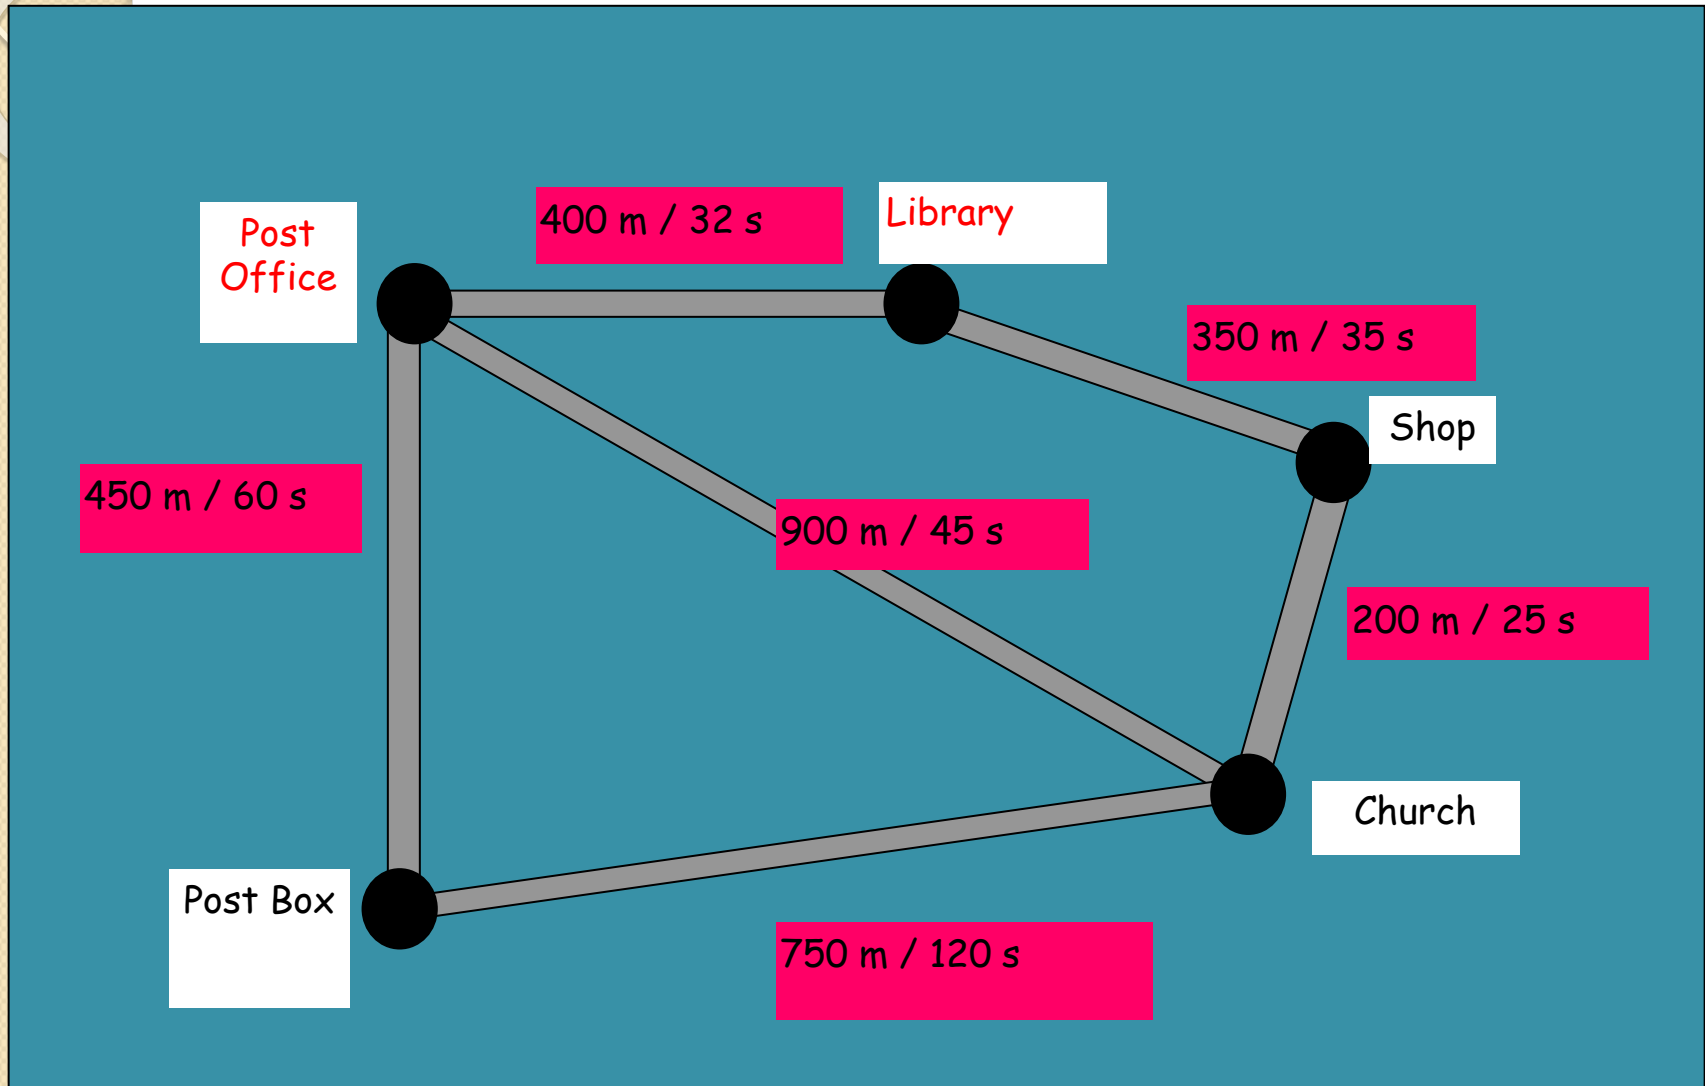 400 m / 32 s
Library
Post
Office
350 m / 35 s
Shop
450 m / 60 s
900 m / 45 s
200 m / 25 s
Church
Post Box
750 m / 120 s